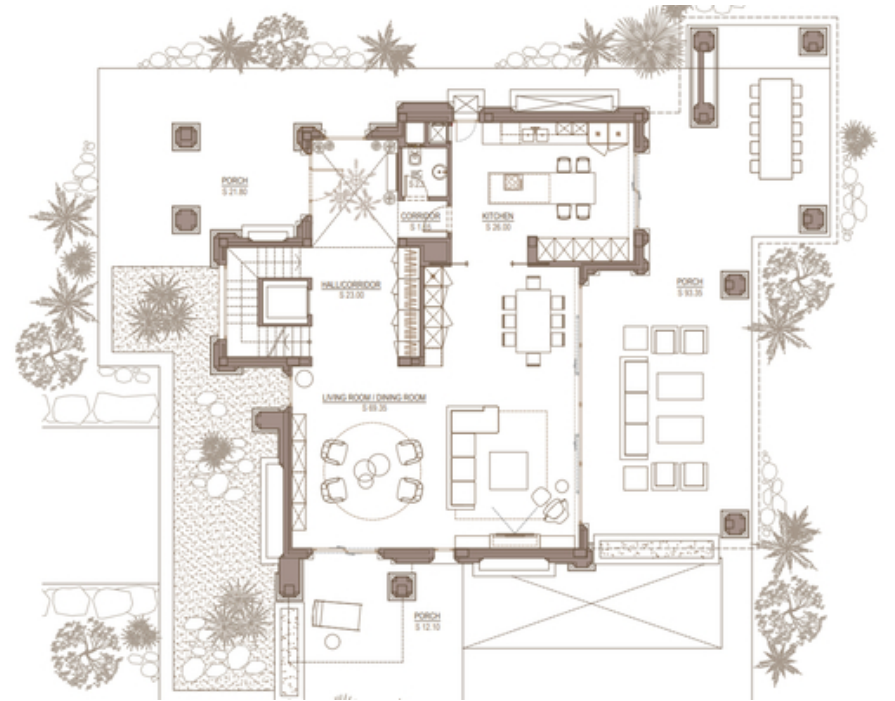 PORCH
S 21.80
CORRIDOR
KITCHEN
S 26.00
HALL/CORRIDOR
S 23.00
PORCH
S 93.35
LIVING ROOM / DINING ROOM
S 69.35
PORCH
S 12.10